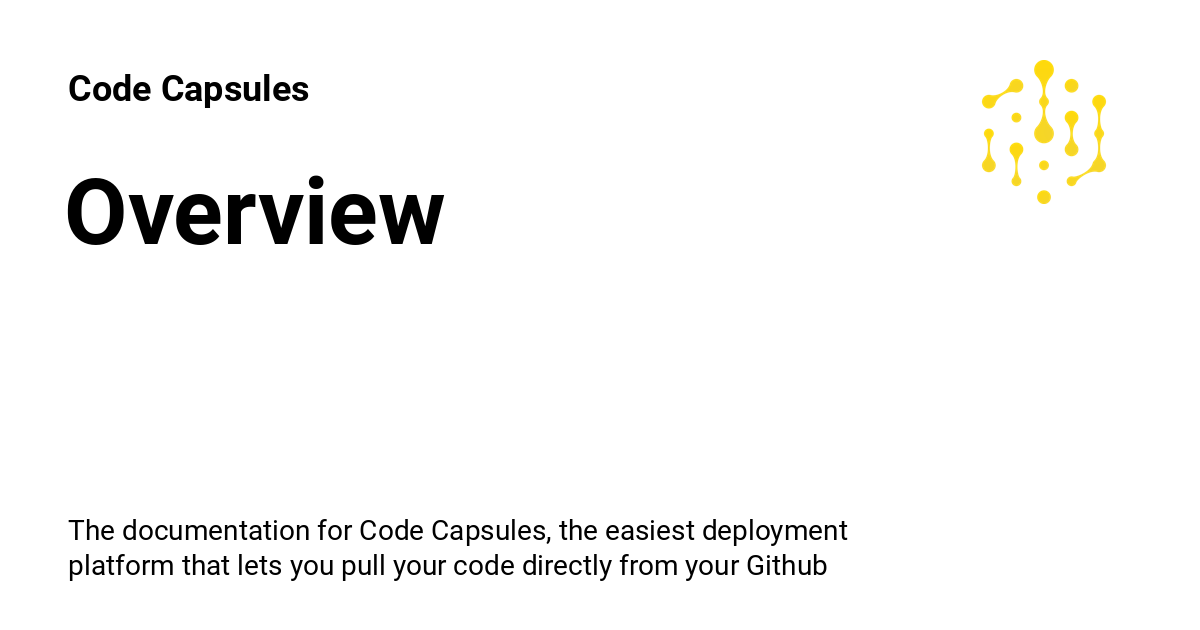 Code Capsules
Overview
The documentation for Code Capsules, the easiest deployment
platform that lets you pull your code directly from your Github